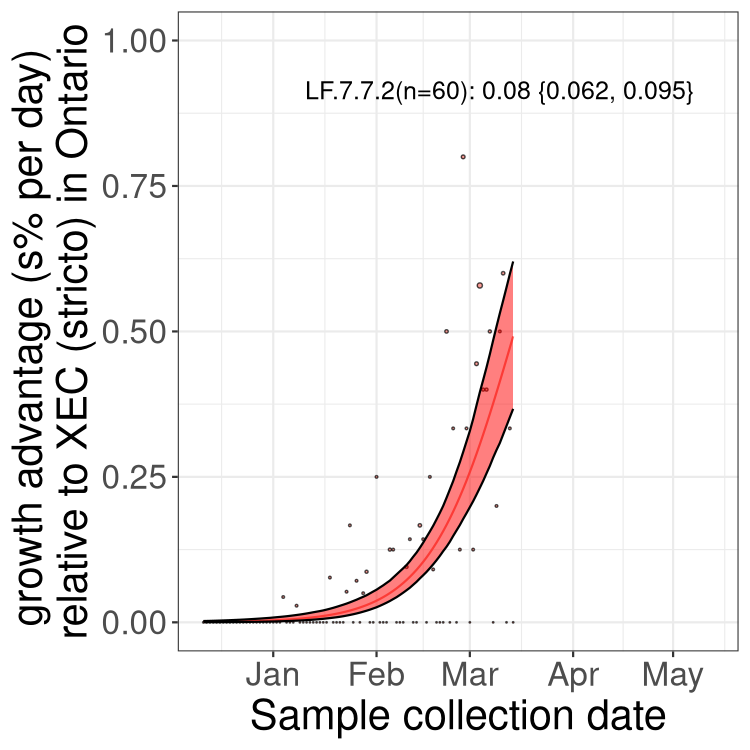 growth advantage (s% per day)
relative to XEC (stricto) in Ontario
1.00
0.75
0.50
0.25
0.00
LF.7.7.2(n=60): 0.08 {0.062, 0.095}
Jan Feb Mar Apr May
Sample collection date